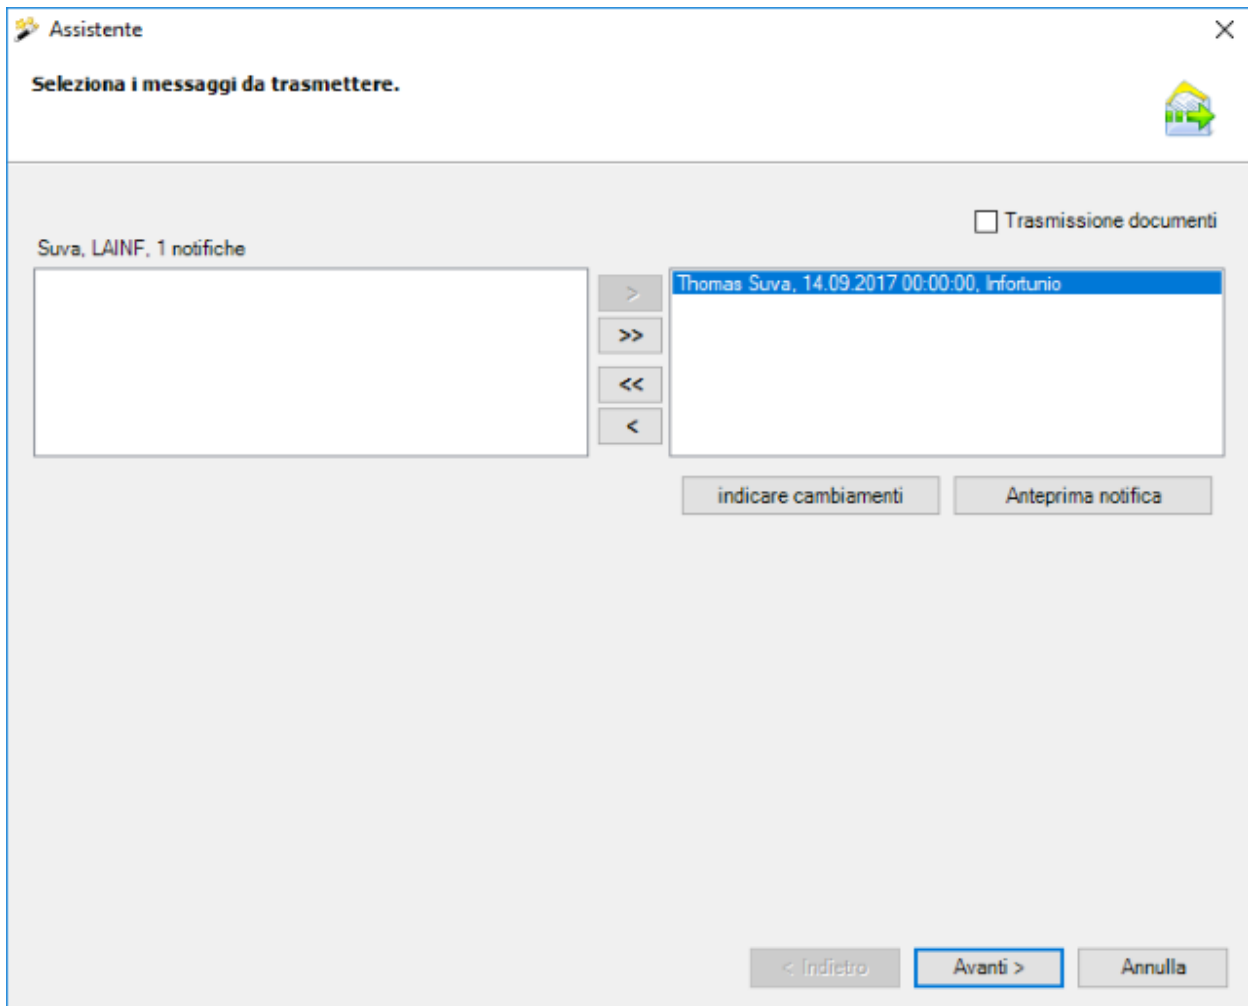 Assistente
Seleziona i messaggi da trasmettere.
Trasmissione documenti
Suva, LAINF, 1 notifiche
Thomas Suva, 14.09.2017 00:00:00, Infortunio
>
>>
<<
<
indicare cambiamenti
Anteprima notifica
< Indietro
Avanti >
Annulla